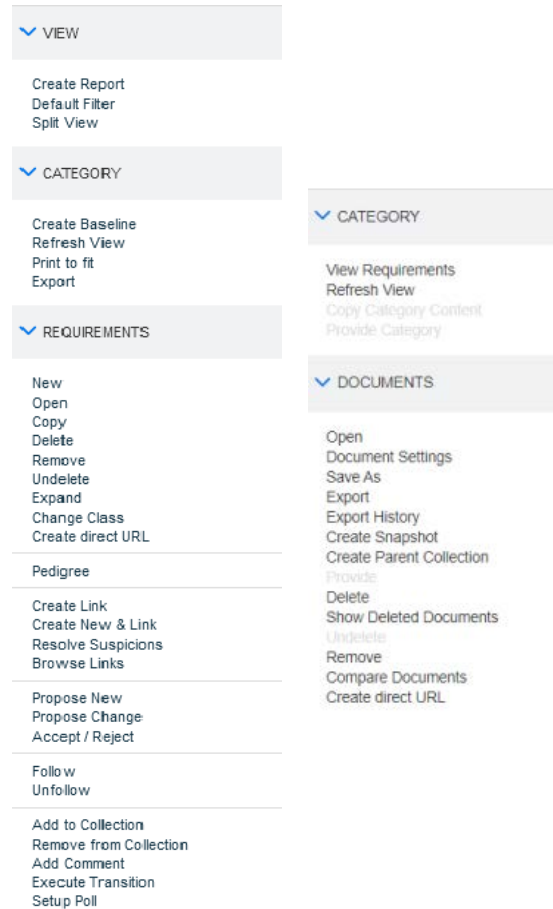 VIEW
Create Report
Default Filter
Split View
CATEGORY
Create Baseline
Refresh View
Print to fit
Export
REQUIREMENTS
New
Open
Copy
Delete
Remove
Undelete
Expand
Change Class
Create direct URL
Pedigree
Create Link
Create New & Link
Resolve Suspicions
Browse Links
Propose New
Propose Change
Accept / Reject
Follow
Unfollow
Add to Collection
Remove from Collection
Add Comment
Execute Transition
Setup Poll
CATEGORY
View Requirements
Refresh View
Copy Category Content
Provide Category
DOCUMENTS
Open
Document Settings
Save As
Export
Export History
Create Snapshot
Create Parent Collection
Provide
Delete
Show Deleted Documents
Undelete
Remove
Compare Documents
Create direct URL